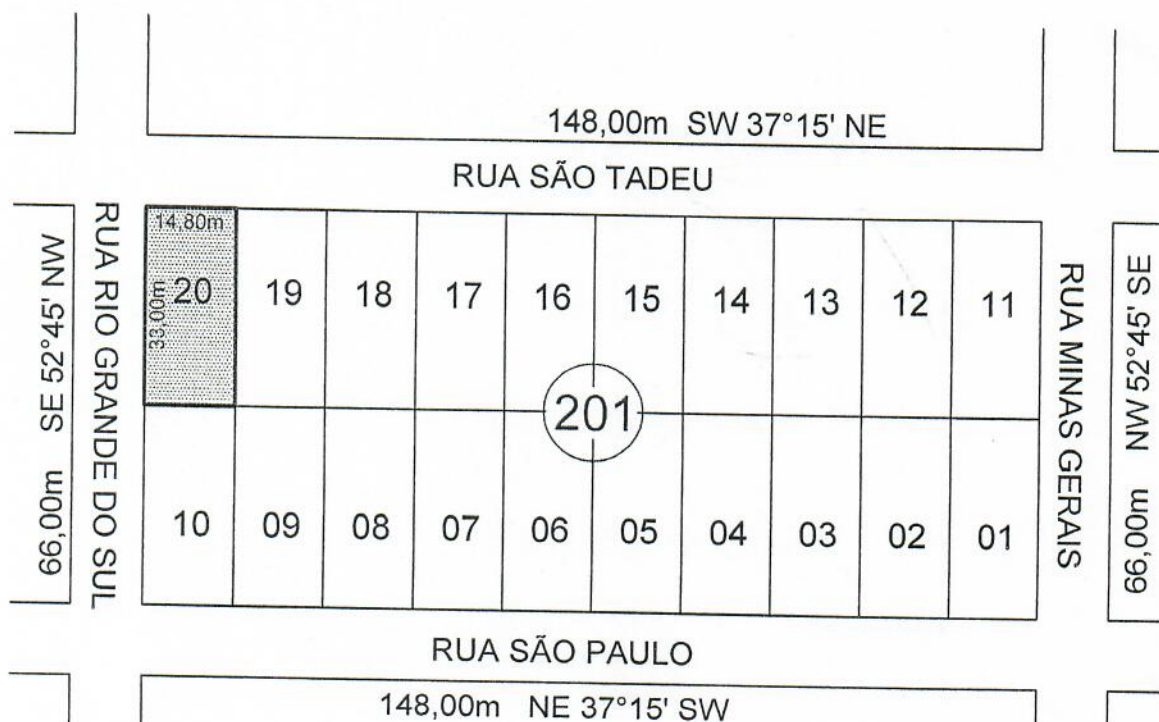 148,00m SW 37°15' NE
RUA SÃO TADEU
66,00m SE 52°45' NW
RUA RIO GRANDE DO SUL
14,80m
33,00m
20
19
18
17
16
15
14
13
12
11
201
10
09
08
07
06
05
04
03
02
01
RUA MINAS GERAIS
66,00m NW 52°45' SE
RUA SÃO PAULO
148,00m NE 37°15' SW